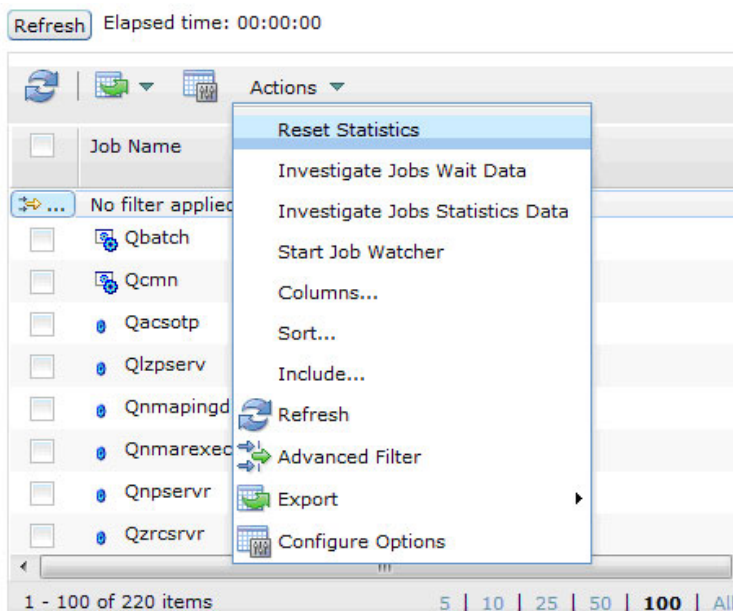 Refresh Elapsed time: 00:00:00
Actions
Job Name
Reset Statistics
Investigate Jobs Wait Data
Investigate Jobs Statistics Data
Start Job Watcher
Columns...
Sort...
Include...
Refresh
Advanced Filter
Export
Configure Options
... No filter applied
Qbatch
Qcmn
Qacsotp
Qlzpserv
Qnmapingd
Qnmarexec
Qnpservr
Qzrcsrvr
1 - 100 of 220 items 5 | 10 | 25 | 50 | 100 | All